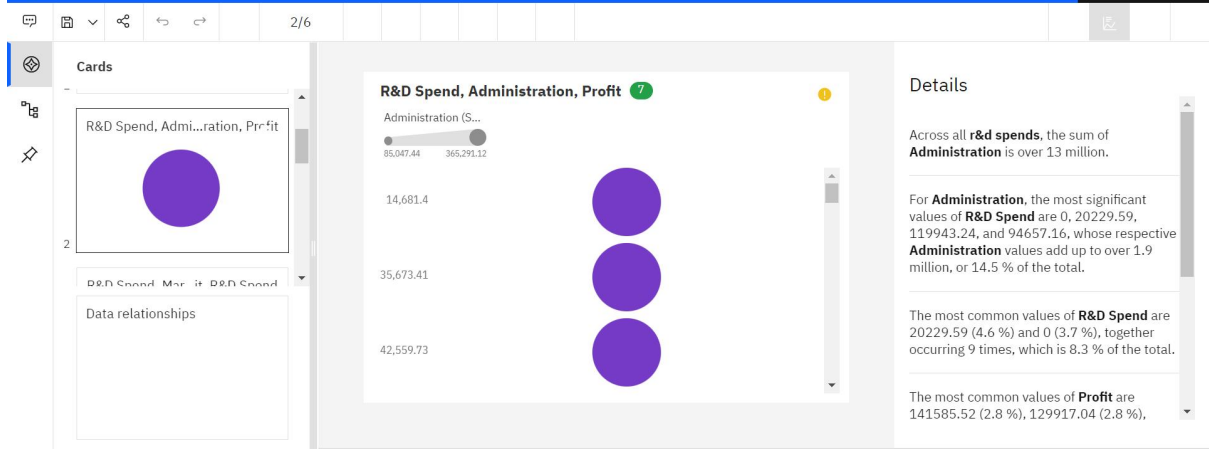 2/6
Cards
R&D Spend, Admi...ration, Profit
2
R&D Spend, Mar...it, R&D Spend
Data relationships
R&D Spend, Administration, Profit 7
!
Administration (S...
85,047.44 365,291.12
14,681.4
35,673.41
42,559.73
Details
Across all r&d spends, the sum of
Administration is over 13 million.
For Administration, the most significant
values of R&D Spend are 0, 20229.59,
119943.24, and 94657.16, whose respective
Administration values add up to over 1.9
million, or 14.5 % of the total.
The most common values of R&D Spend are
20229.59 (4.6 %) and 0 (3.7 %), together
occurring 9 times, which is 8.3 % of the total.
The most common values of Profit are
141585.52 (2.8 %), 129917.04 (2.8 %),